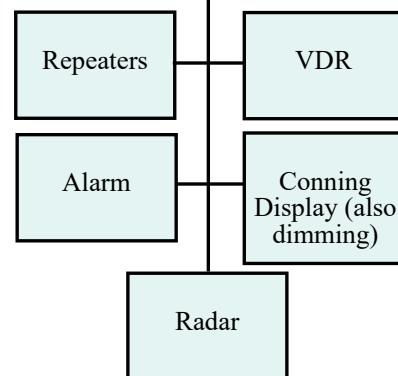 Repeaters
VDR
Alarm
Conning
Display (also
dimming)
Radar